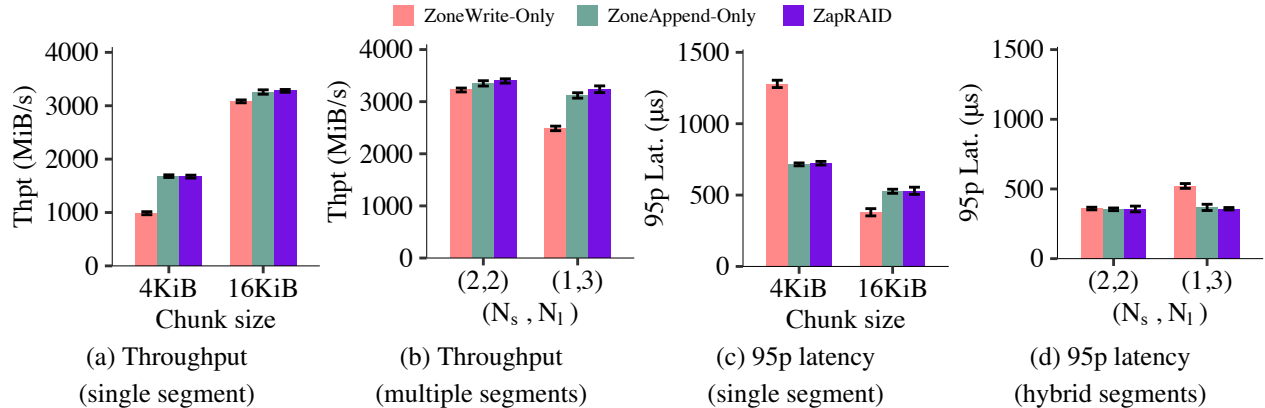 ZoneWrite-Only ZoneAppend-Only ZapRAID
Thpt (MiB/s)
4000
3000
2000
1000
0
4KiB 16KiB
Chunk size
(a) Throughput
(single segment)
Thpt (MiB/s)
4000
3000
2000
1000
0
(2,2) (1,3)
(Ns , Nl )
(b) Throughput
(multiple segments)
95p Lat. (μs)
1500
1000
500
0
4KiB 16KiB
Chunk size
(c) 95p latency
(single segment)
95p Lat. (μs)
1500
1000
500
0
(2,2) (1,3)
(Ns , Nl )
(d) 95p latency
(hybrid segments)